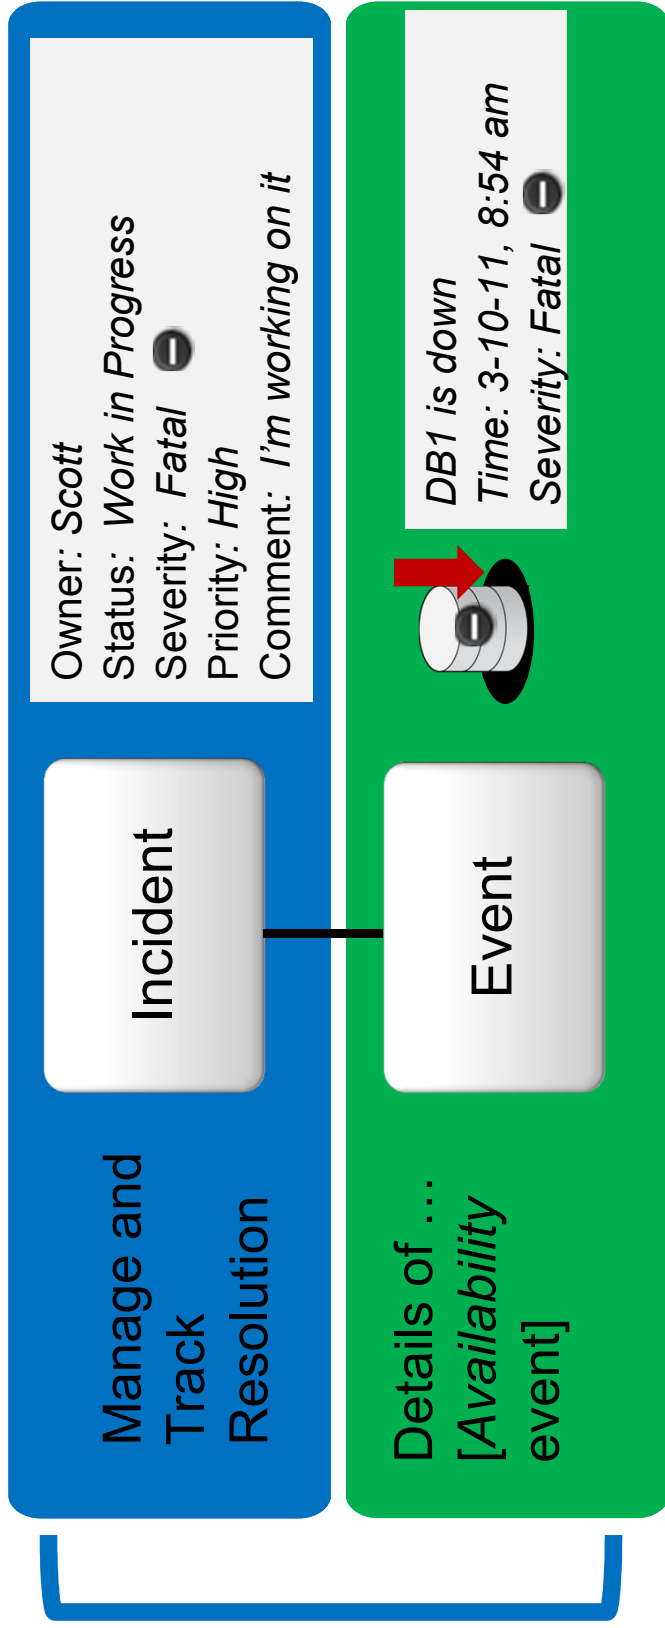 Manage and
Track
Resolution
Incident
Owner: Scott
Status: Work in Progress
Severity: Fatal
Priority: High
Comment: I'm working on it
Details of …
[Availability
event]
Event
DB1 is down
Time: 3-10-11, 8:54 am
Severity: Fatal